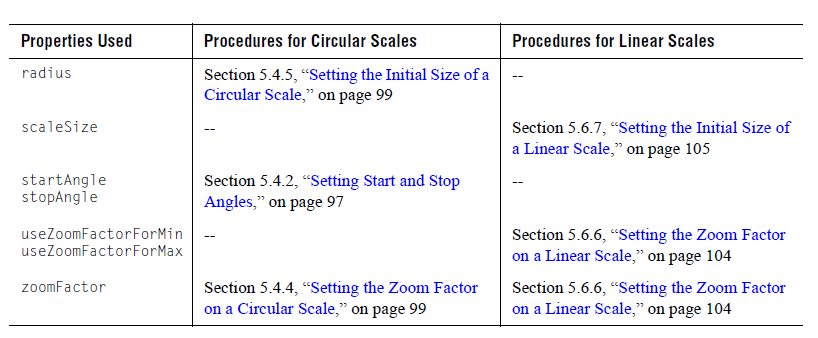 Properties Used Procedures for Circular Scales Procedures for Linear Scales
radius Section 5.4.5, “Setting the Initial Size of a --
Circular Scale,” on page 99
scaleSize -- Section 5.6.7, “Setting the Initial Size of
a Linear Scale,” on page 105
startAngle Section 5.4.2, “Setting Start and Stop --
stopAngle Angles,” on page 97
useZoomFactorForMin -- Section 5.6.6, “Setting the Zoom Factor
useZoomFactorForMax on a Linear Scale,” on page 104
zoomFactor Section 5.4.4, “Setting the Zoom Factor Section 5.6.6, “Setting the Zoom Factor
on a Circular Scale,” on page 99 on a Linear Scale,” on page 104